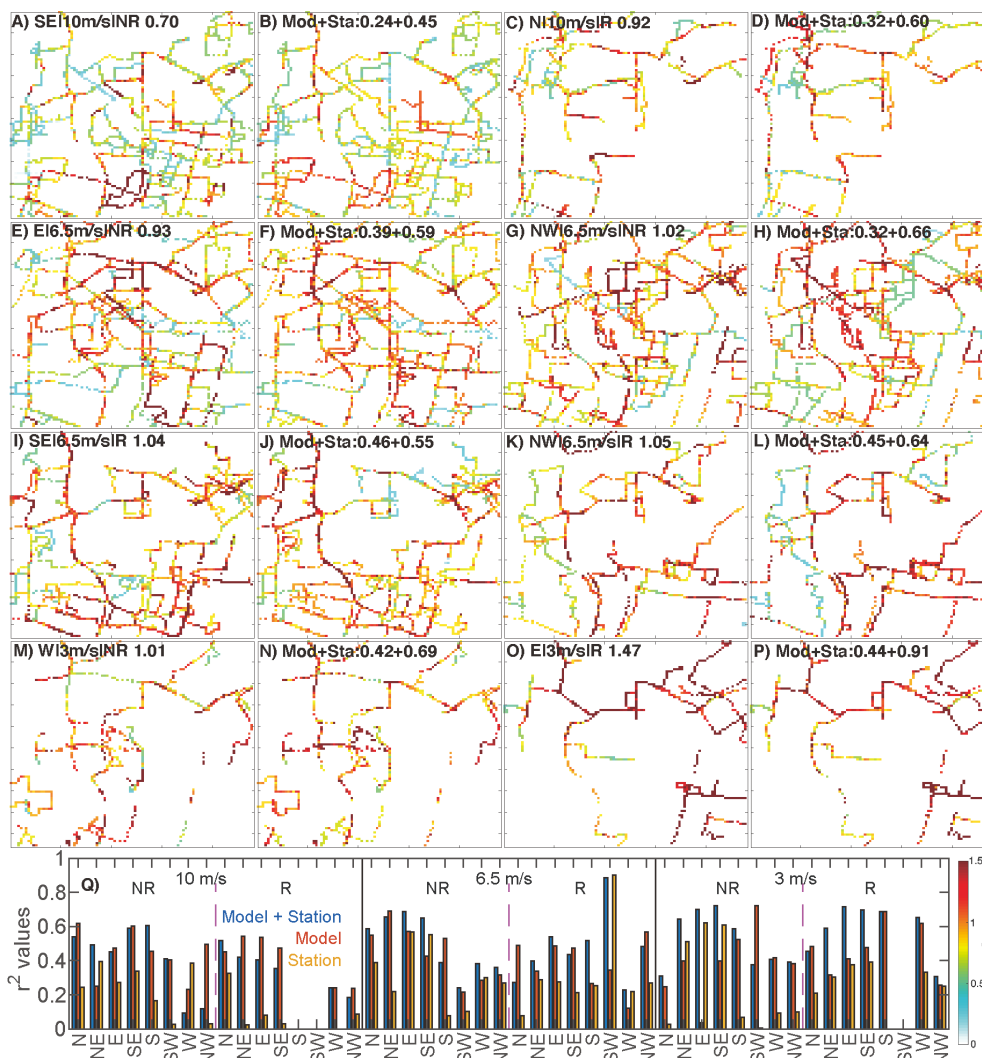 A) SE|10m/s|NR 0.70
B) Mod+Sta:0.24+0.45
C) N|10m/s|R 0.92
D) Mod+Sta:0.32+0.60
E) E|6.5m/s|NR 0.93
F) Mod+Sta:0.39+0.59
G) NW|6.5m/s|NR 1.02
H) Mod+Sta:0.32+0.66
I) SE|6.5m/s|R 1.04
J) Mod+Sta:0.46+0.55
K) NW|6.5m/s|R 1.05
L) Mod+Sta:0.45+0.64
M) W|3m/s|NR 1.01
N) Mod+Sta:0.42+0.69
O) E|3m/s|R 1.47
P) Mod+Sta:0.44+0.91
Q)
10 m/s
6.5 m/s
3 m/s
NR
R
NR
R
NR
R
Model + Station
Model
Station
r² values
1
0.8
0.6
0.4
0.2
0
N NE E SE S SW W NW N NE E SE S SW W NW N NE E SE S SW W NW N NE E SE S SW W NW N NE E SE S SW W NW N NE E SE S SW W NW
1.5
1
0.5
0